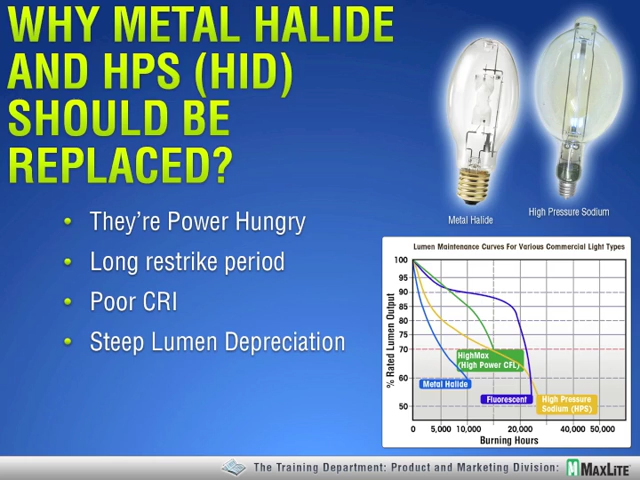 WHY METAL HALIDE
AND HPS (HID)
SHOULD BE
REPLACED?
• They're Power Hungry
• Long restrike period
• Poor CRI
• Steep Lumen Depreciation
Metal Halide
High Pressure Sodium
Lumen Maintenance Curves For Various Commercial Light Types
% Rated Lumen Output
100
95
90
85
80
75
70
60
50
HighMax
(High Power CFL)
Metal Halide
Fluorescent
High Pressure
Sodium (HPS)
0 5,000 10,000 20,000 40,000 50,000
Burning Hours
The Training Department: Product and Marketing Division: MAXLITE